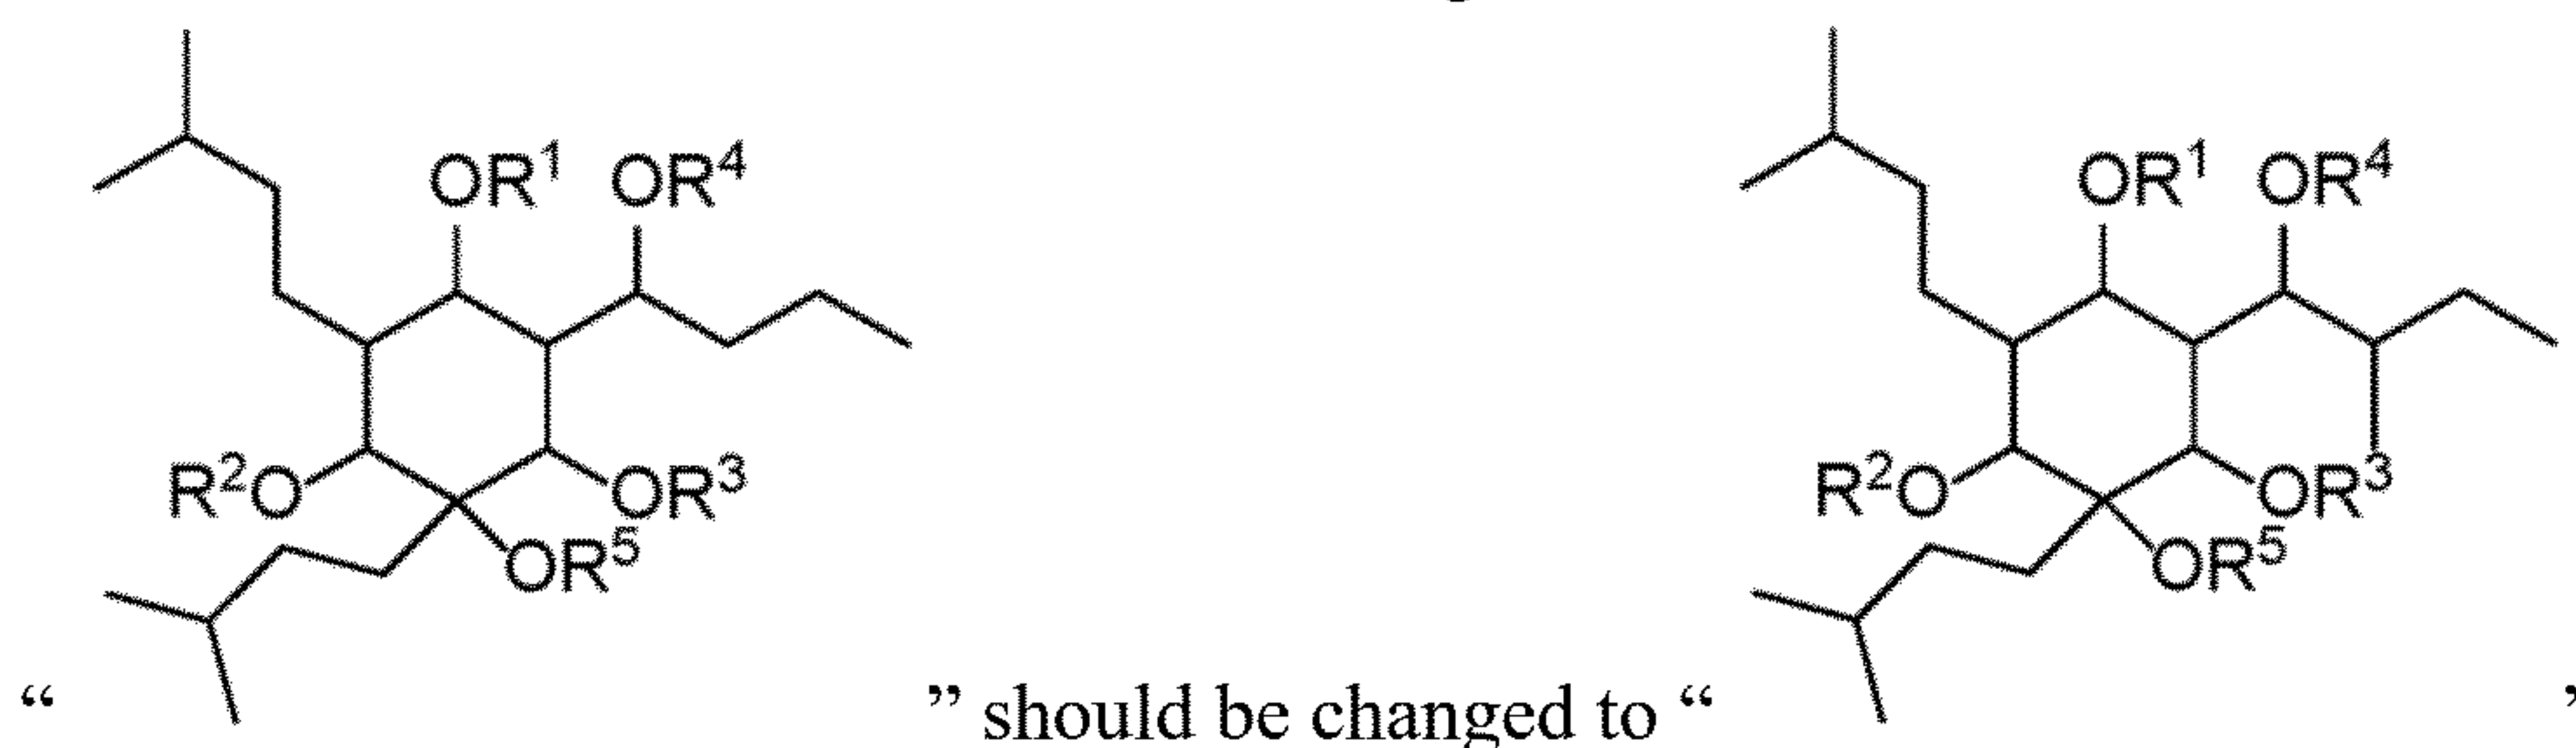 OR¹ OR⁴ OR¹ OR⁴
R²O OR³ R²O OR³
OR⁵ OR⁵
“ ” should be changed to “ ”